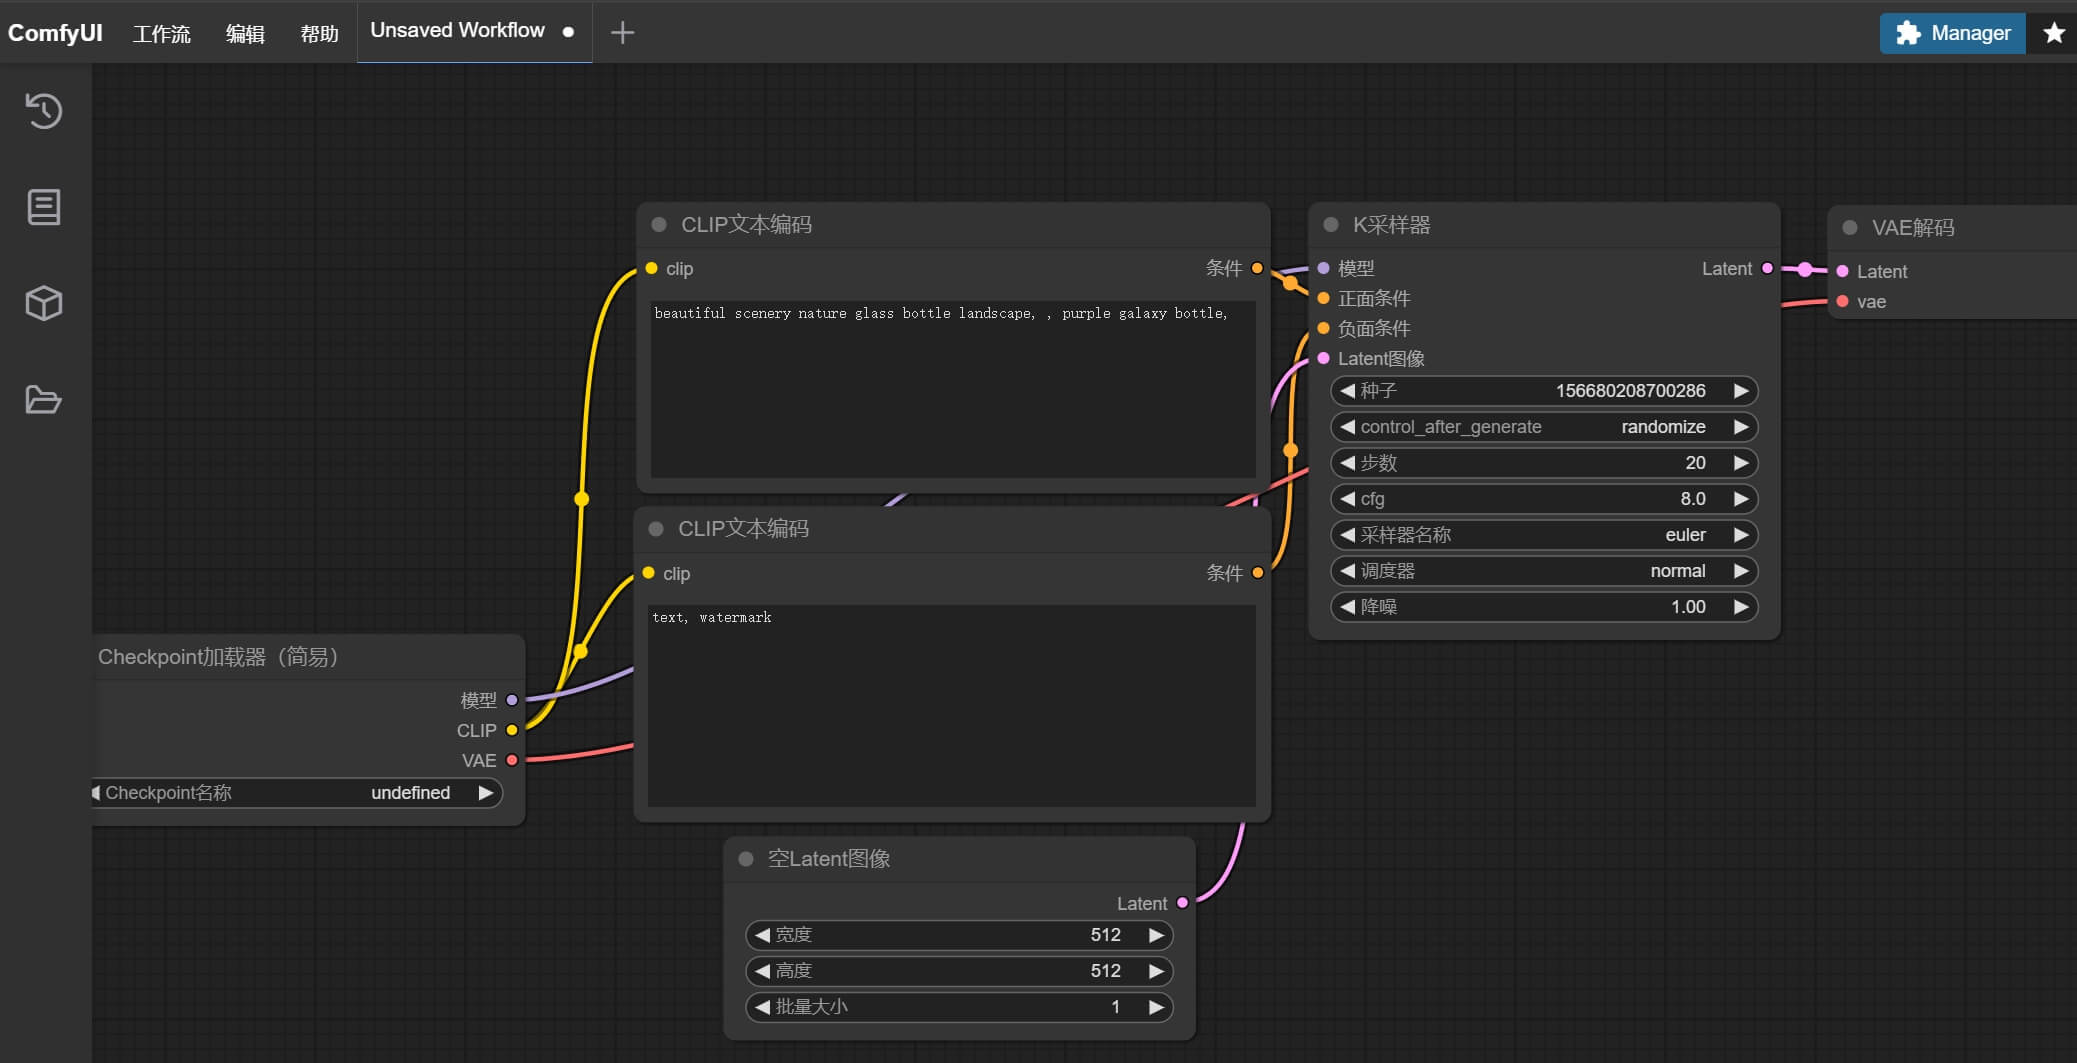 ComfyUI 工作流 编辑 帮助 Unsaved Workflow
Manager
CLIP文本编码
clip 条件
beautiful scenery nature glass bottle landscape, , purple galaxy bottle,
CLIP文本编码
clip 条件
text, watermark
Checkpoint加载器（简易）
模型
CLIP
VAE
Checkpoint名称 undefined
空Latent图像
Latent
宽度 512
高度 512
批量大小 1
K采样器
模型 Latent
正面条件
负面条件
Latent图像
种子 156680208700286
control_after_generate randomize
步数 20
cfg 8.0
采样器名称 euler
调度器 normal
降噪 1.00
VAE解码
Latent
vae